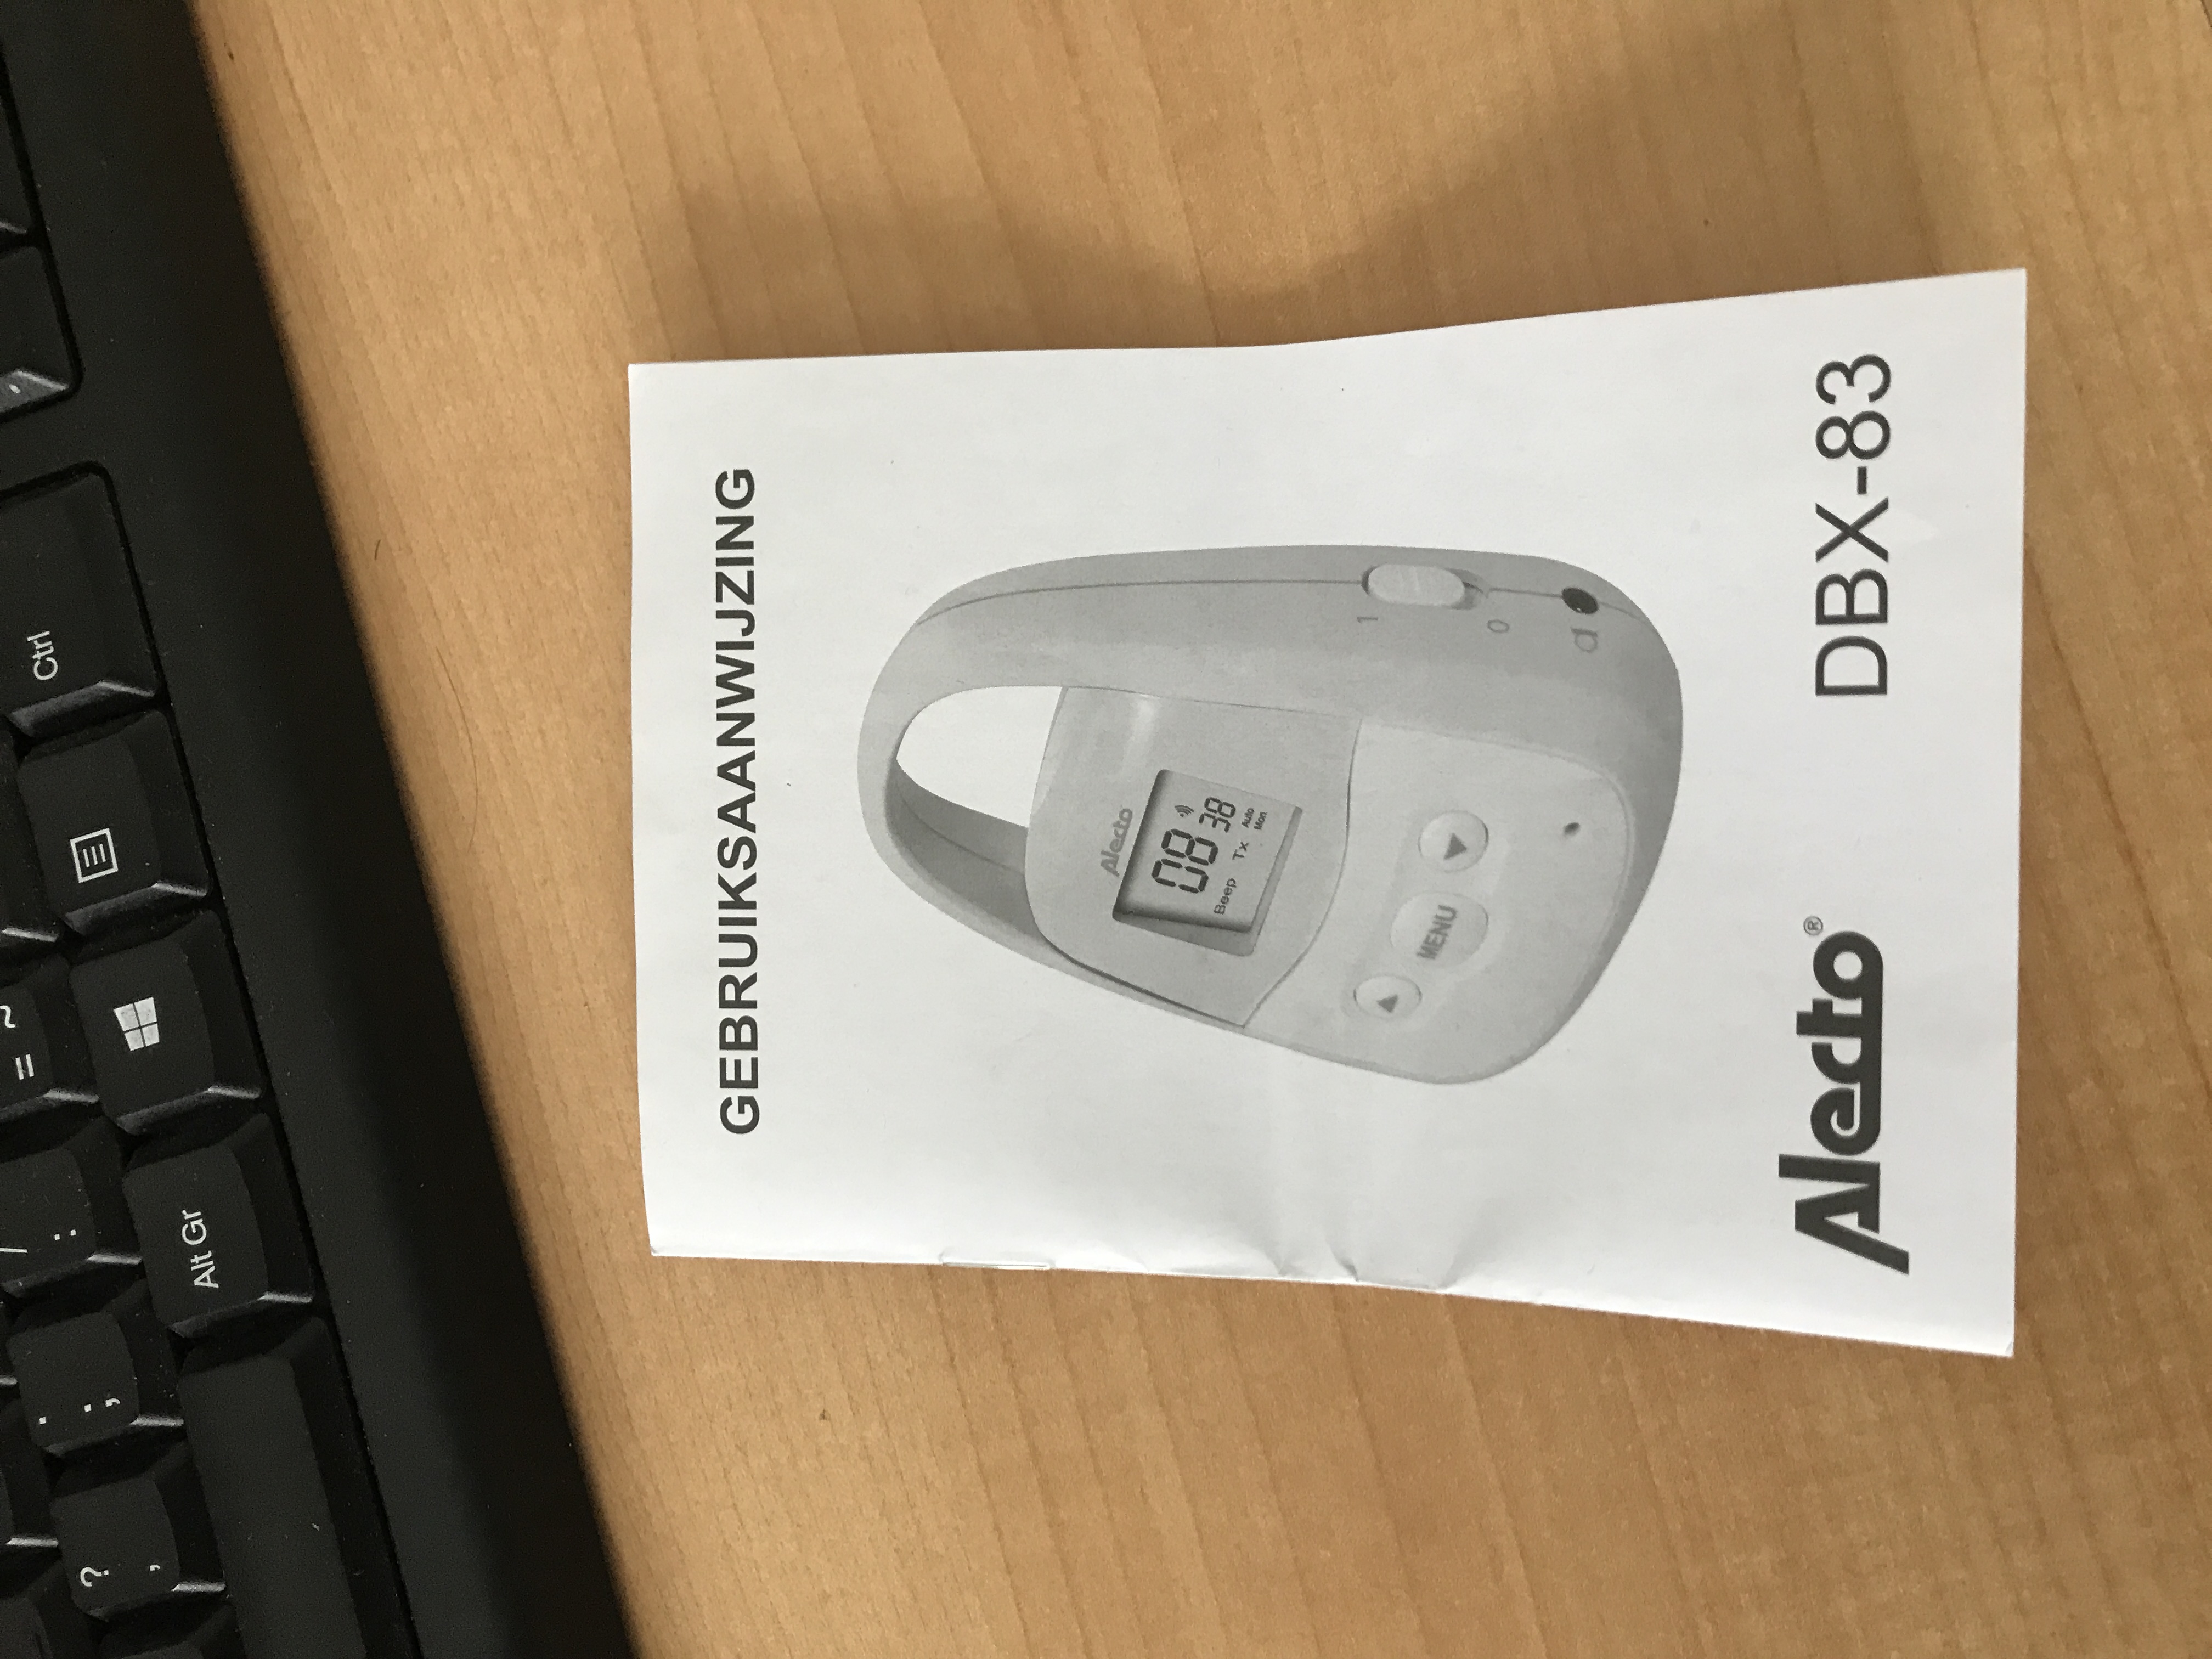 = ~
/
:
Ctrl
?
,
:
;
Alt Gr
GEBRUIKSAANWIJZING
Alecto
08
38
Beep Tx Auto
Mon
1
MENU
0
Alecto® DBX-83